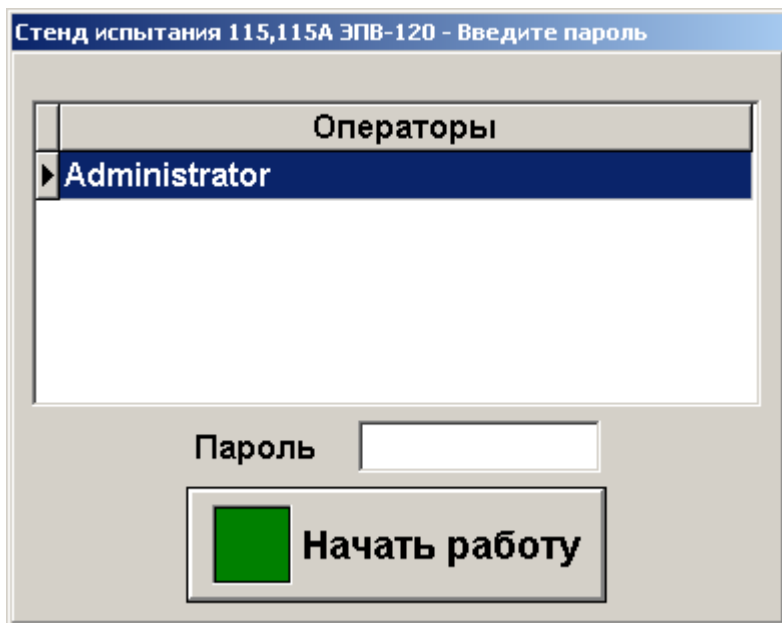 Стенд испытания 115,115А ЭПВ-120 - Введите пароль
Операторы
Administrator
Пароль
Начать работу